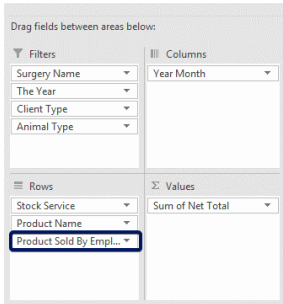 Drag fields between areas below:
Filters
Surgery Name
The Year
Client Type
Animal Type
Columns
Year Month
Rows
Stock Service
Product Name
Product Sold By Empl...
Σ Values
Sum of Net Total